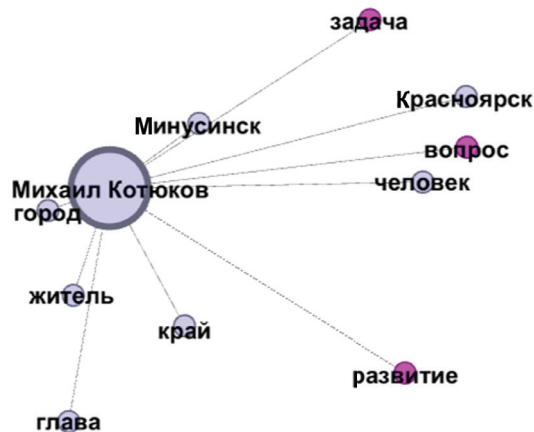 задача
Красноярск
Минусинск
вопрос
человек
Михаил Котюков
город
житель
край
развитие
глава